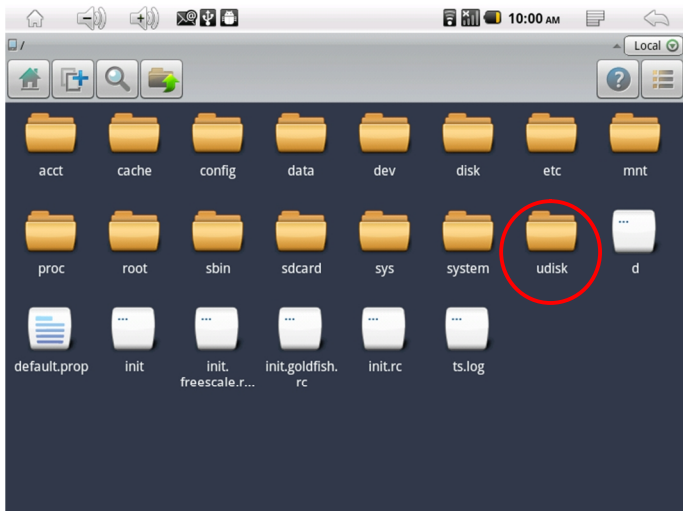 10:00 AM
/
Local
acct cache config data dev disk etc mnt
proc root sbin sdcard sys system udisk d
default.prop init init. init.goldfish. init.rc ts.log
freescale.r... rc